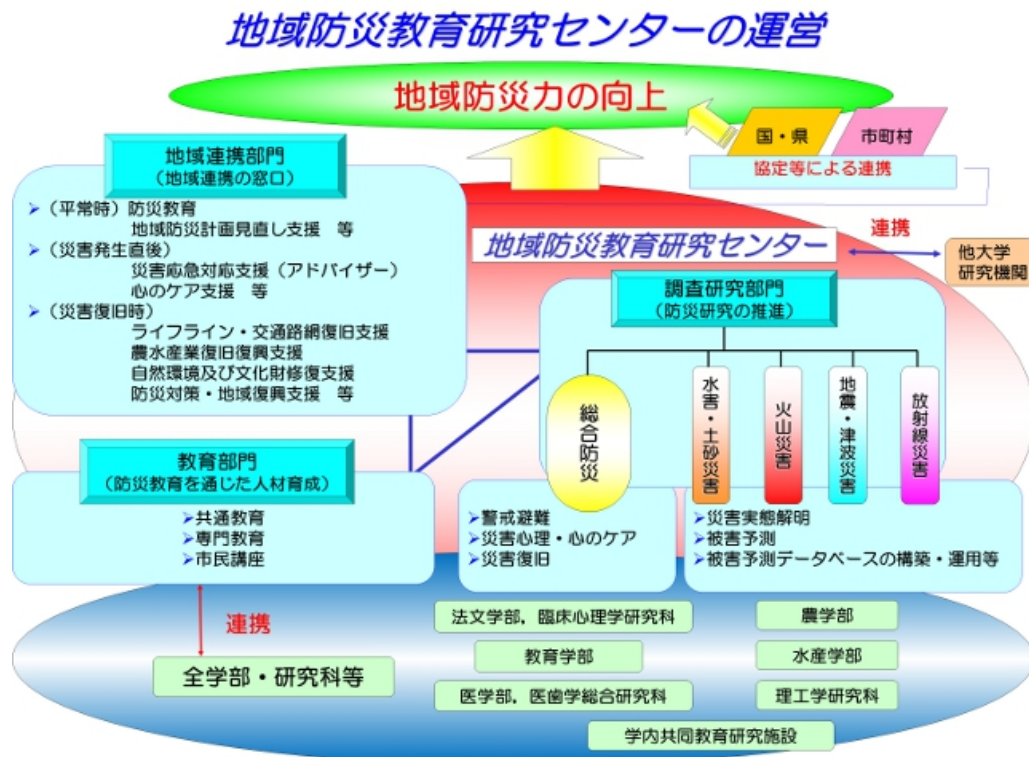 地域防災教育研究センターの運営
地域防災力の向上
国・県
市町村
協定等による連携
地域連携部門
(地域連携の窓口)
➢(平常時)防災教育
地域防災計画見直し支援 等
➢(災害発生直後)
災害応急対応支援(アドバイザー)
心のケア支援 等
➢(災害復旧時)
ライフライン・交通路網復旧支援
農水産業復旧復興支援
自然環境及び文化財修復支援
防災対策・地域復興支援 等
地域防災教育研究センター
連携
他大学
研究機関
調査研究部門
(防災研究の推進)
総合防災
水害・土砂災害
火山災害
地震・津波災害
放射線災害
教育部門
(防災教育を通じた人材育成)
➢共通教育
➢専門教育
➢市民講座
➢警戒避難
➢災害心理・心のケア
➢災害復旧
➢災害実態解明
➢被害予測
➢被害予測データベースの構築・運用等
連携
全学部・研究科等
法文学部,臨床心理学研究科
教育学部
医学部,医歯学総合研究科
農学部
水産学部
理工学研究科
学内共同教育研究施設